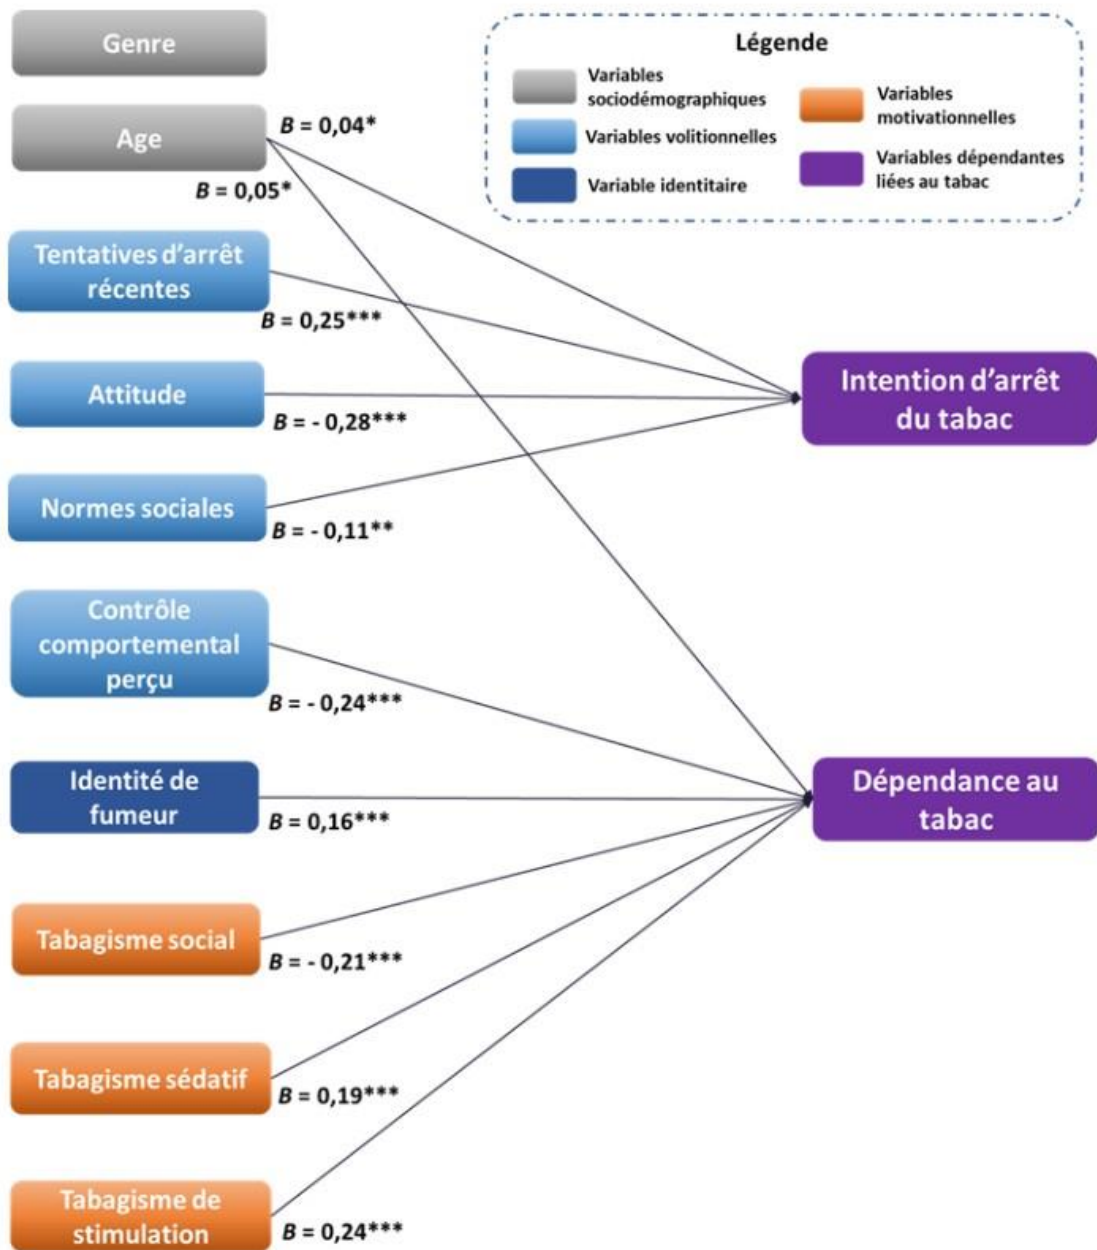 Genre
Légende
Variables
sociodémographiques
Variables volitionnelles
Variable identitaire
Variables
motivationnelles
Variables dépendantes
liées au tabac
Age
B = 0,04*
B = 0,05*
Tentatives d'arrêt
récentes
B = 0,25***
Attitude
B = - 0,28***
Intention d'arrêt
du tabac
Normes sociales
B = - 0,11**
Contrôle
comportemental
perçu
B = - 0,24***
Identité de
fumeur
B = 0,16***
Dépendance au
tabac
Tabagisme social
B = - 0,21***
Tabagisme sédatif
B = 0,19***
Tabagisme de
stimulation
B = 0,24***